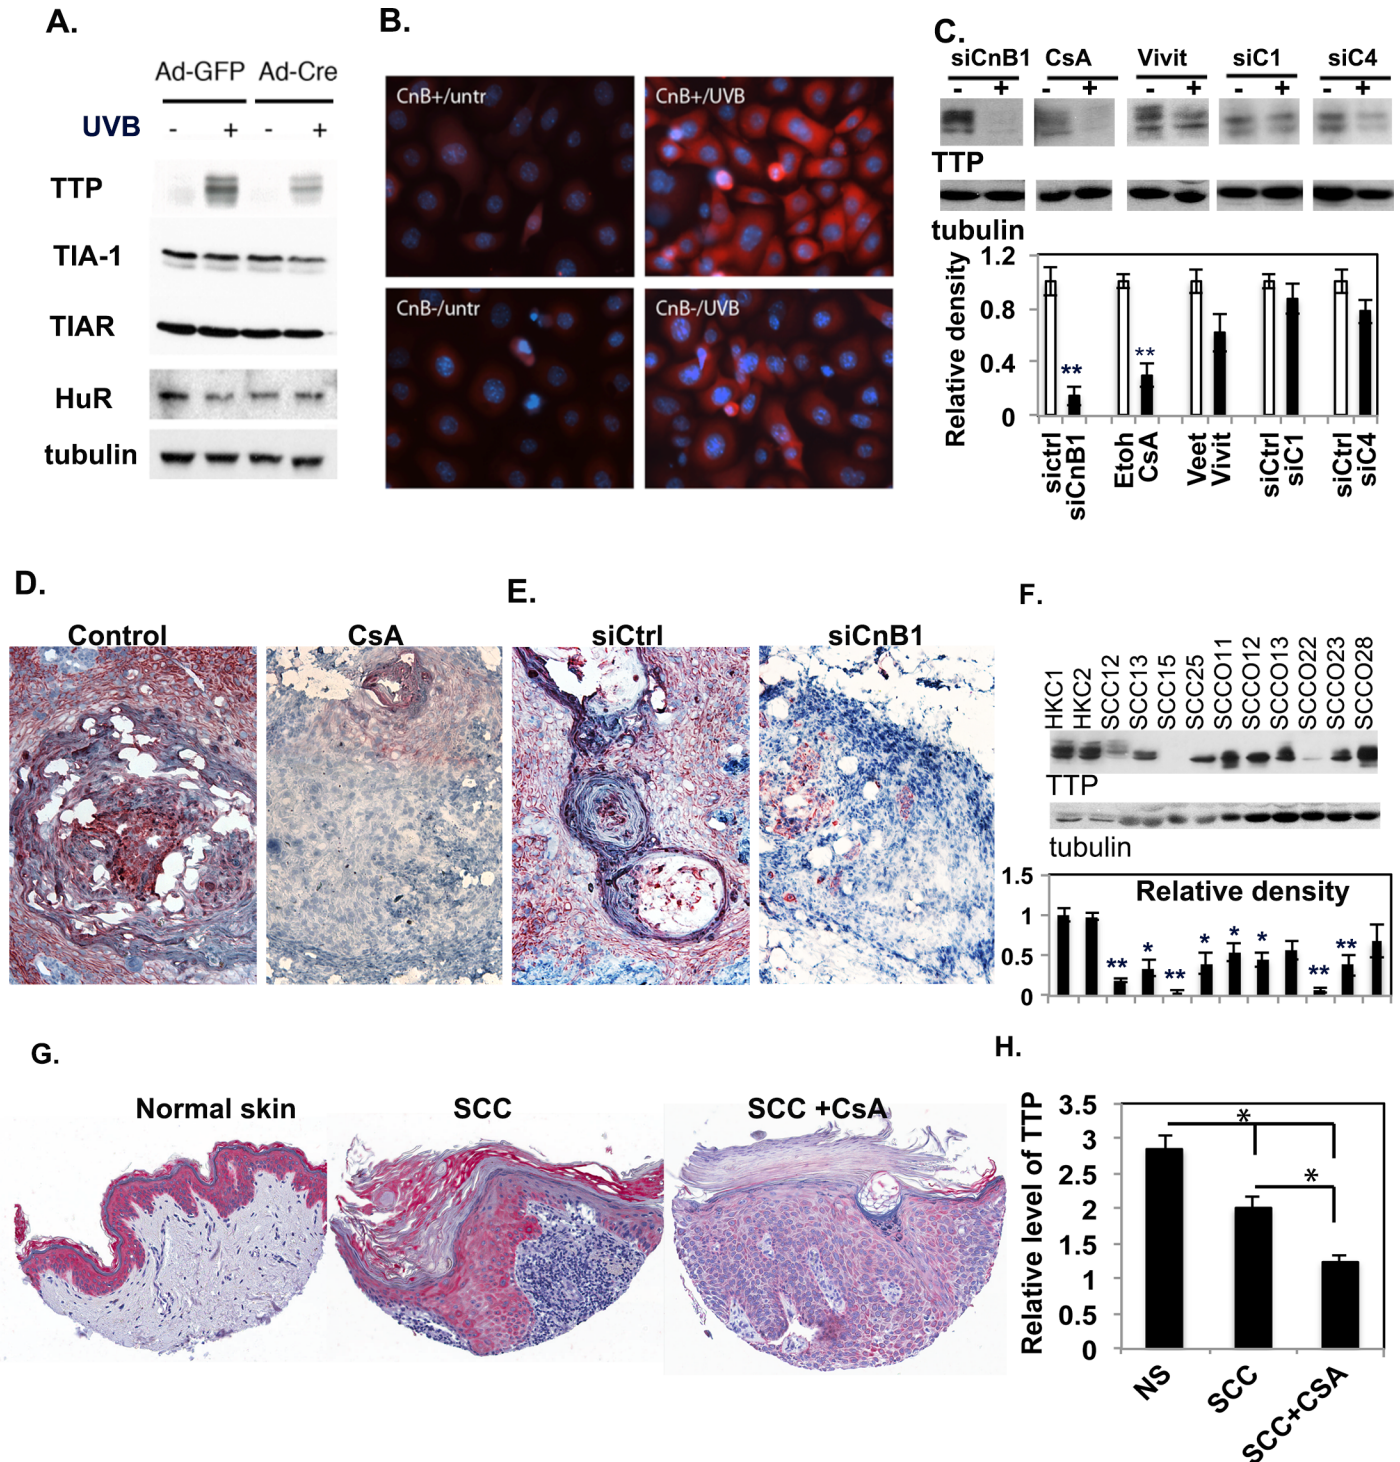 A.
Ad-GFP Ad-Cre
UVB - + - +
TTP
TIA-1
TIAR
HuR
tubulin
B.
CnB+/untr
CnB+/UVB
CnB-/untr
CnB-/UVB
C.
siCnB1 CsA Vivit siC1 siC4
- + - + - + - + - +
TTP
tubulin
Relative density
1.2
0.8
0.4
0
** **
sictrl
siCnB1
Etoh
CsA
Veet
Vivit
siCtrl
siC1
siCtrl
siC4
D.
Control CsA
E.
siCtrl siCnB1
F.
HKC1
HKC2
SCC12
SCC13
SCC15
SCC25
SCCO11
SCCO12
SCCO13
SCCO22
SCCO23
SCCO28
TTP
tubulin
Relative density
1.5
1
0.5
0
** * ** * * * ** **
G.
Normal skin SCC SCC +CsA
H.
Relative level of TTP
3.5
3
2.5
2
1.5
1
0.5
0
*
*
NS
SCC
SCC+CSA